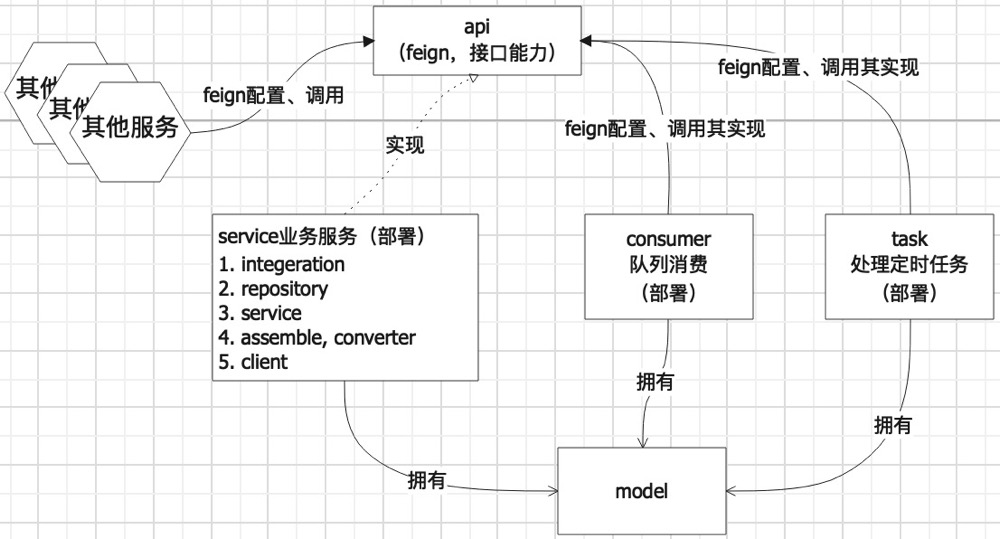 api
（feign，接口能力）
feign配置、调用其实现
其他
其他
其他服务
feign配置、调用
feign配置、调用其实现
实现
service业务服务（部署）
1. integeration
2. repository
3. service
4. assemble, converter
5. client
consumer
队列消费
（部署）
task
处理定时任务
（部署）
拥有
拥有
拥有
model